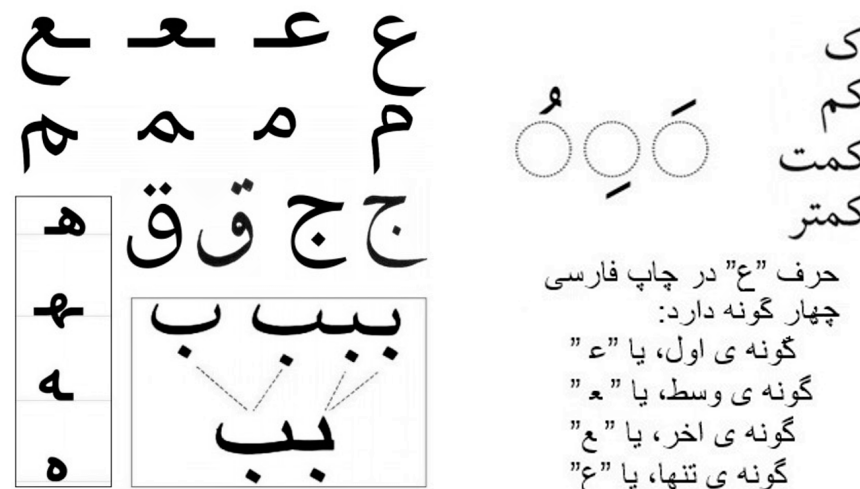 ع عـ ـعـ ـع
م مـ ـمـ ـم
ج ج ق ق
هـ
ـهـ
ـه
ه
ببب ب
بب
َ ِ ُ
ک
کم
کمت
کمتر
حرف ”ع” در چاپ فارسی
چهار گونه دارد:
گونه ی اول، یا ”عـ ”
گونه ی وسط، یا ” ـعـ ”
گونه ی اخر، یا ” ـع”
گونه ی تنها، یا ”ع”